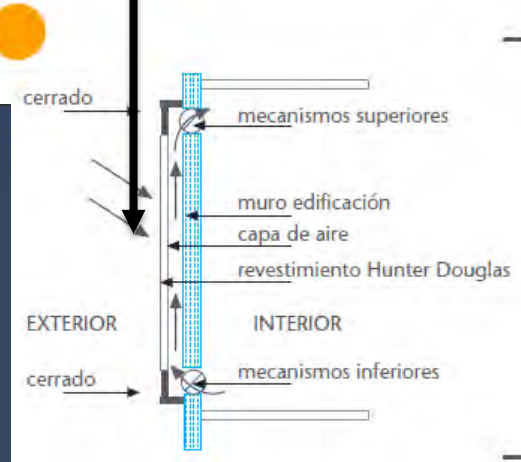 cerrado
mecanismos superiores
muro edificación
capa de aire
revestimiento Hunter Douglas
EXTERIOR
INTERIOR
cerrado
mecanismos inferiores